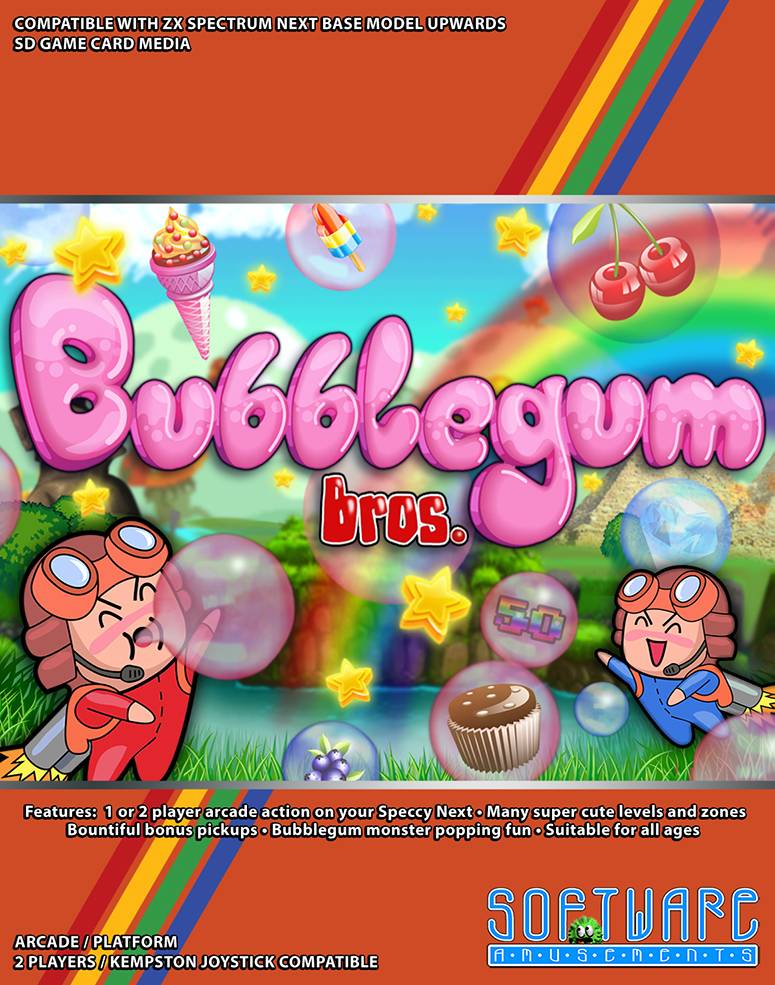 COMPATIBLE WITH ZX SPECTRUM NEXT BASE MODEL UPWARDS
SD GAME CARD MEDIA
Bubblegum
bros.
50
Features: 1 or 2 player arcade action on your Speccy Next • Many super cute levels and zones
Bountiful bonus pickups • Bubblegum monster popping fun • Suitable for all ages
ARCADE / PLATFORM
2 PLAYERS / KEMPSTON JOYSTICK COMPATIBLE
SOFTWARE
A·M·U·S·E·M·E·N·T·S